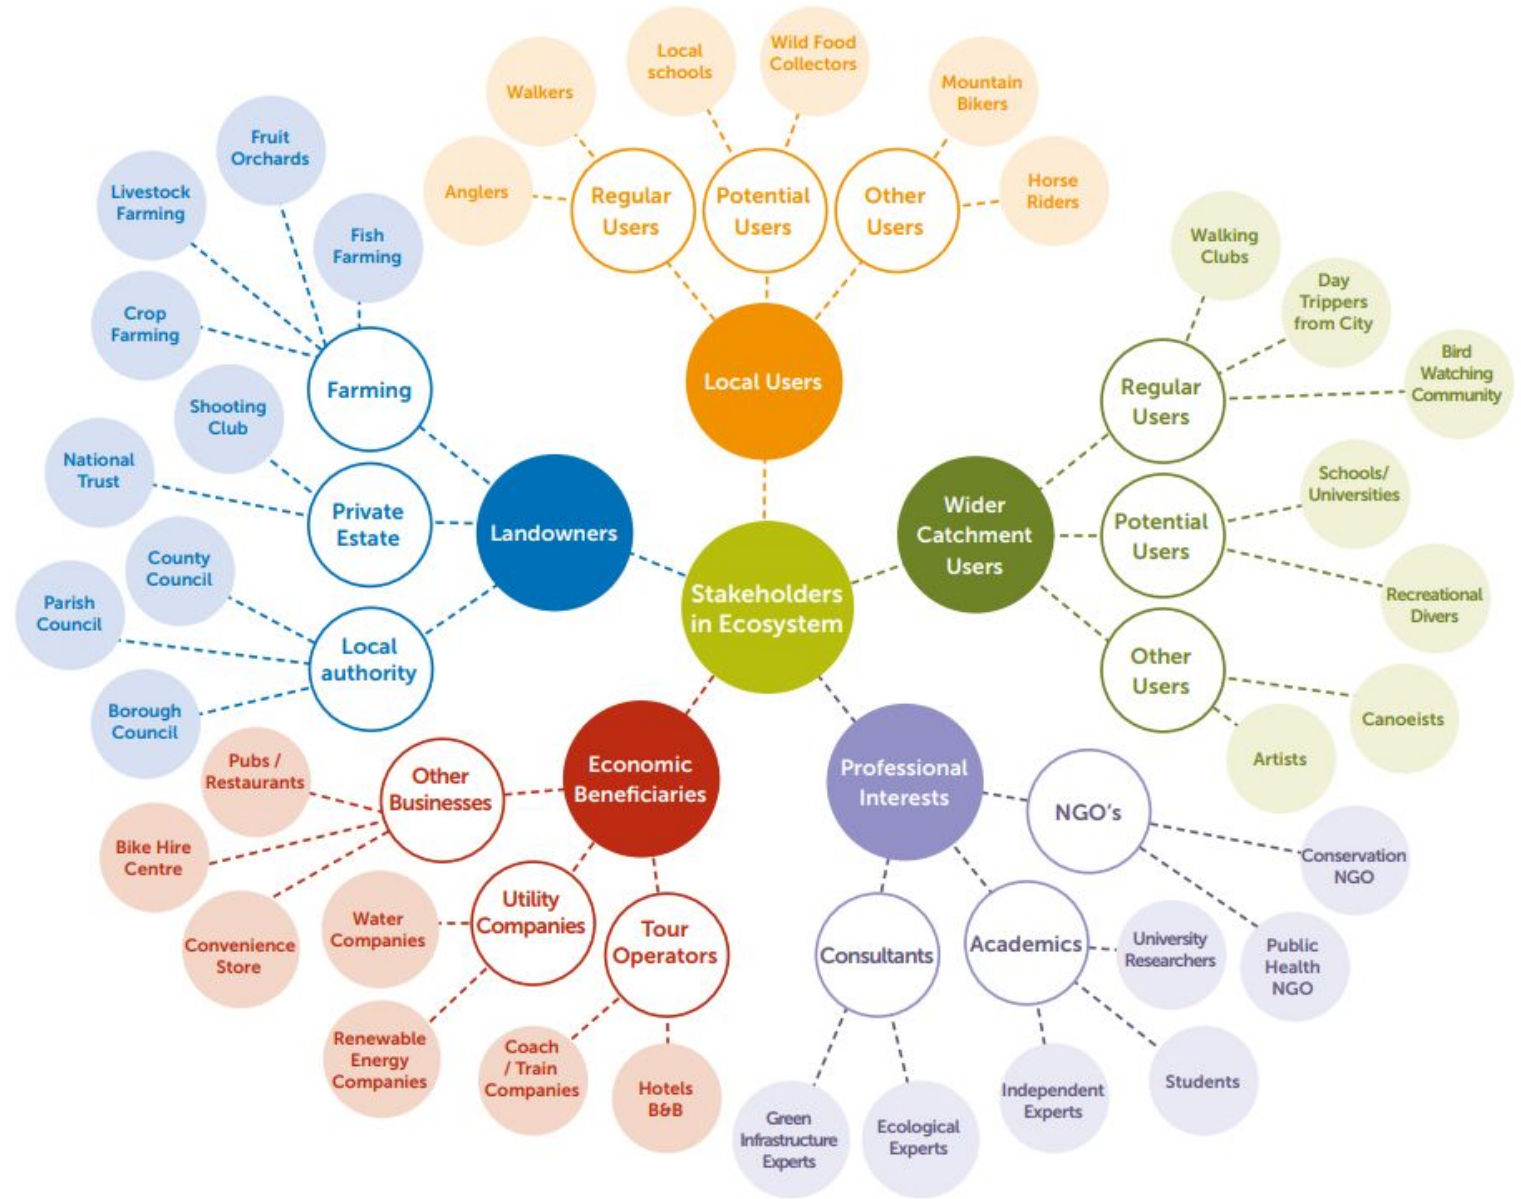 Stakeholders
in Ecosystem
Local Users
Regular
Users
Anglers
Walkers
Potential
Users
Local
schools
Wild Food
Collectors
Other
Users
Mountain
Bikers
Horse
Riders
Wider
Catchment
Users
Regular
Users
Walking
Clubs
Day
Trippers
from City
Bird
Watching
Community
Potential
Users
Schools/
Universities
Recreational
Divers
Other
Users
Canoeists
Artists
Professional
Interests
NGO's
Conservation
NGO
Public
Health
NGO
Academics
University
Researchers
Students
Independent
Experts
Consultants
Ecological
Experts
Green
Infrastructure
Experts
Economic
Beneficiaries
Tour
Operators
Hotels
B&B
Coach
/ Train
Companies
Utility
Companies
Renewable
Energy
Companies
Water
Companies
Other
Businesses
Convenience
Store
Bike Hire
Centre
Pubs /
Restaurants
Landowners
Local
authority
Borough
Council
Parish
Council
County
Council
Private
Estate
National
Trust
Shooting
Club
Farming
Crop
Farming
Livestock
Farming
Fruit
Orchards
Fish
Farming